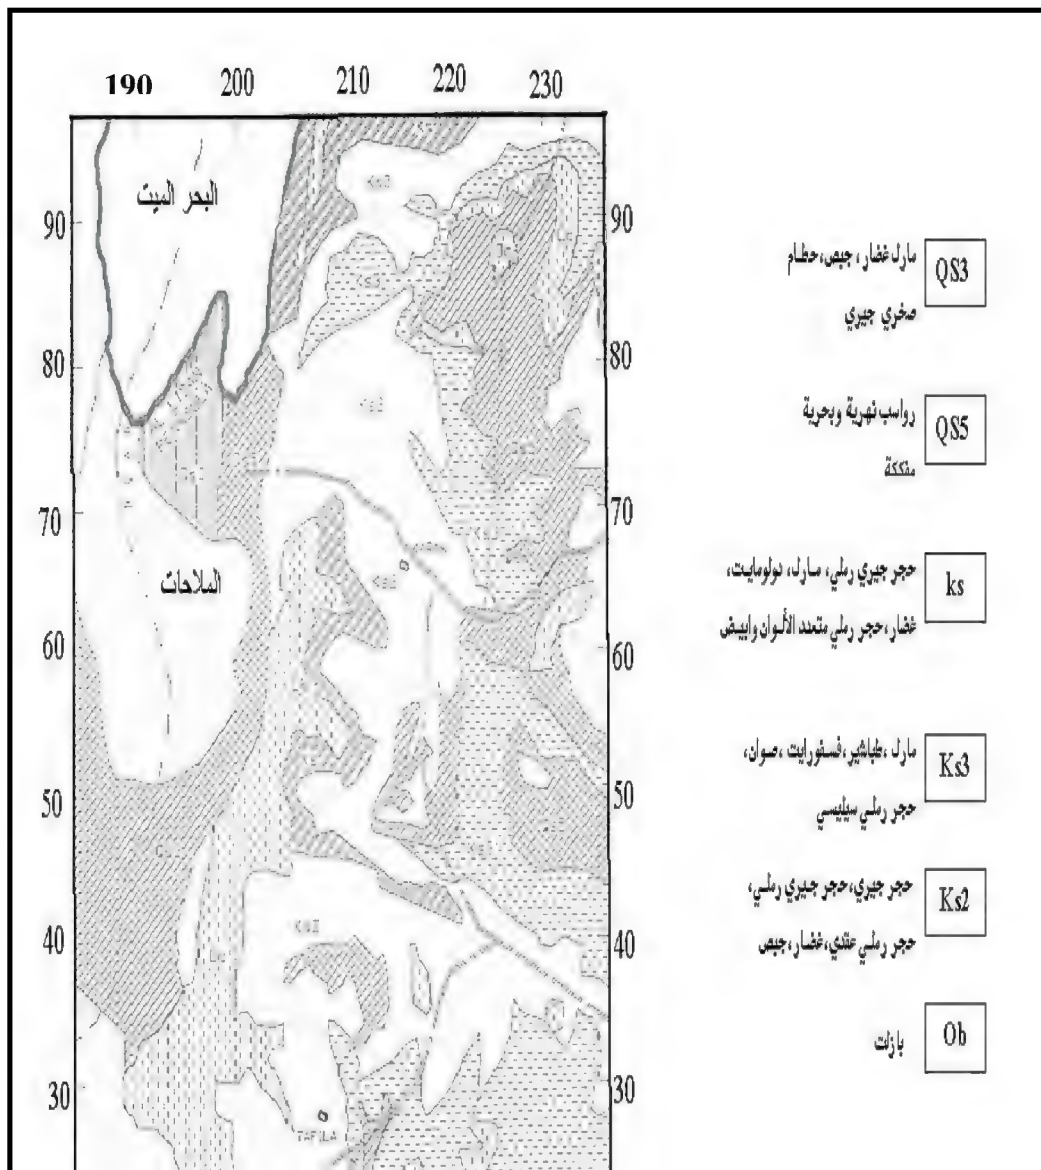 190 200 210 220 230
البحر الميت
90 90
80 80
70 70
الملاحات
60 60
50 50
40 40
30 30
TAFILA
مارل غضار، جبص، حطام
صخري جيري
QS3
رواسب نهرية وبحرية
مفككة
QS5
حجر جيري رملي، مارل، دولومايت،
غضار، حجر رملي متعدد الألوان وابيض
ks
مارل، طباشير، فسفورايت، صوان،
حجر رملي سيليسي
Ks3
حجر جيري، حجر جيري رملي،
حجر رملي عقدي، غضار، جبص
Ks2
بازلت
Ob